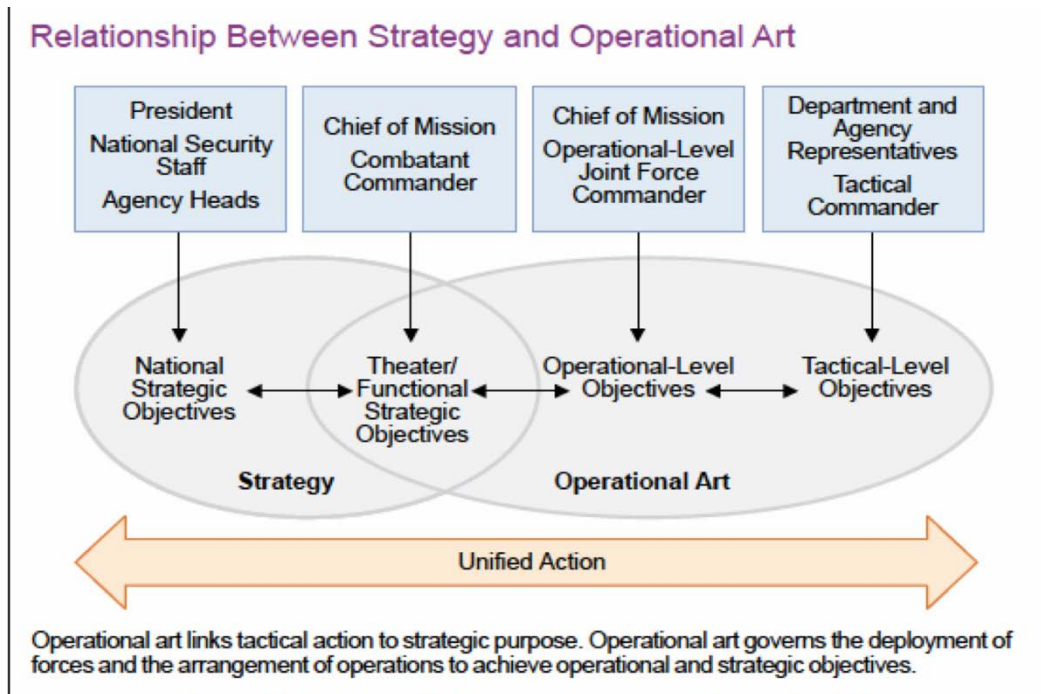 Relationship Between Strategy and Operational Art
President
National Security
Staff
Agency Heads
Chief of Mission
Combatant
Commander
Chief of Mission
Operational-Level
Joint Force
Commander
Department and
Agency
Representatives
Tactical
Commander
National
Strategic
Objectives
Theater/
Functional
Strategic
Objectives
Operational-Level
Objectives
Tactical-Level
Objectives
Strategy
Operational Art
Unified Action
Operational art links tactical action to strategic purpose. Operational art governs the deployment of
forces and the arrangement of operations to achieve operational and strategic objectives.